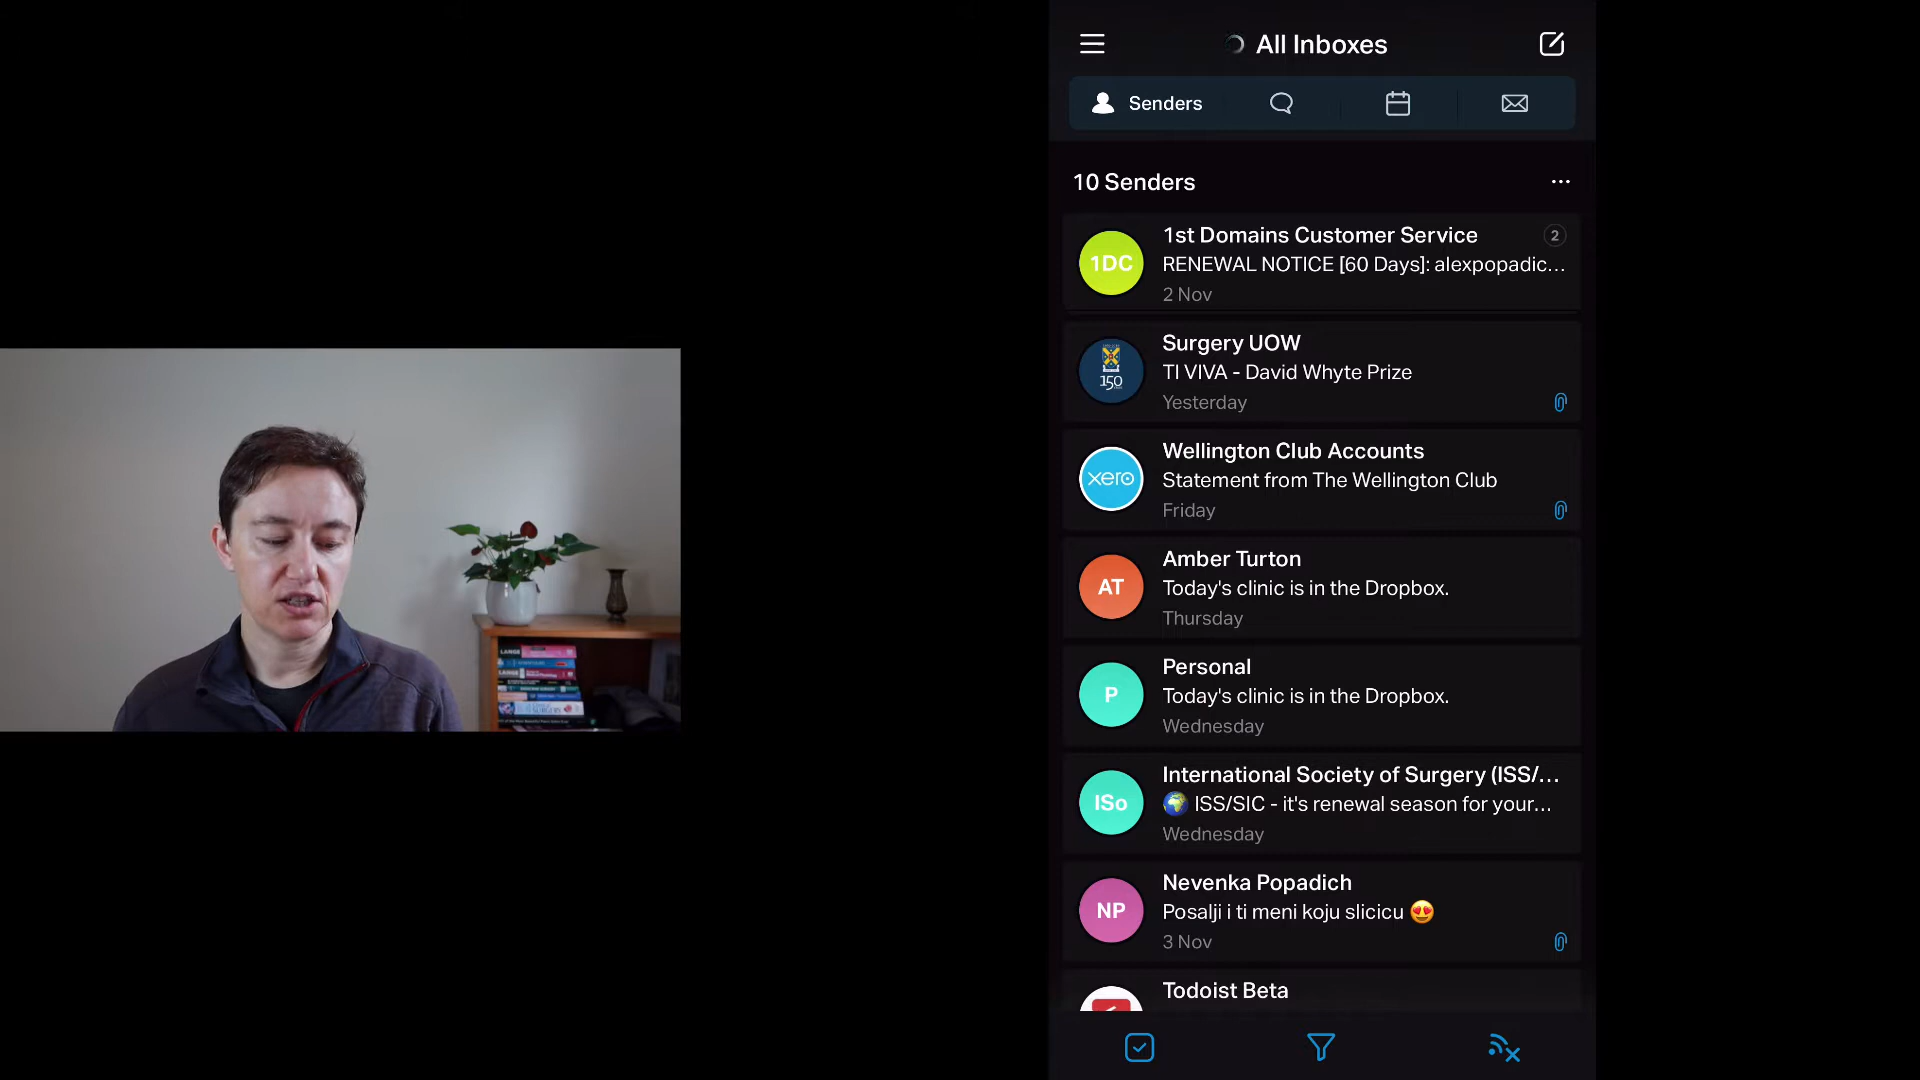 All Inboxes
Senders
10 Senders
1DC
1st Domains Customer Service
2
RENEWAL NOTICE [60 Days]: alexpopadic...
2 Nov
150
Surgery UOW
TI VIVA - David Whyte Prize
Yesterday
xero
Wellington Club Accounts
Statement from The Wellington Club
Friday
AT
Amber Turton
Today's clinic is in the Dropbox.
Thursday
P
Personal
Today's clinic is in the Dropbox.
Wednesday
ISo
International Society of Surgery (ISS/...
🌍 ISS/SIC - it's renewal season for your...
Wednesday
NP
Nevenka Popadich
Posalji i ti meni koju slicicu 😍
3 Nov
Todoist Beta
LANGE
LANGE
SURGERY